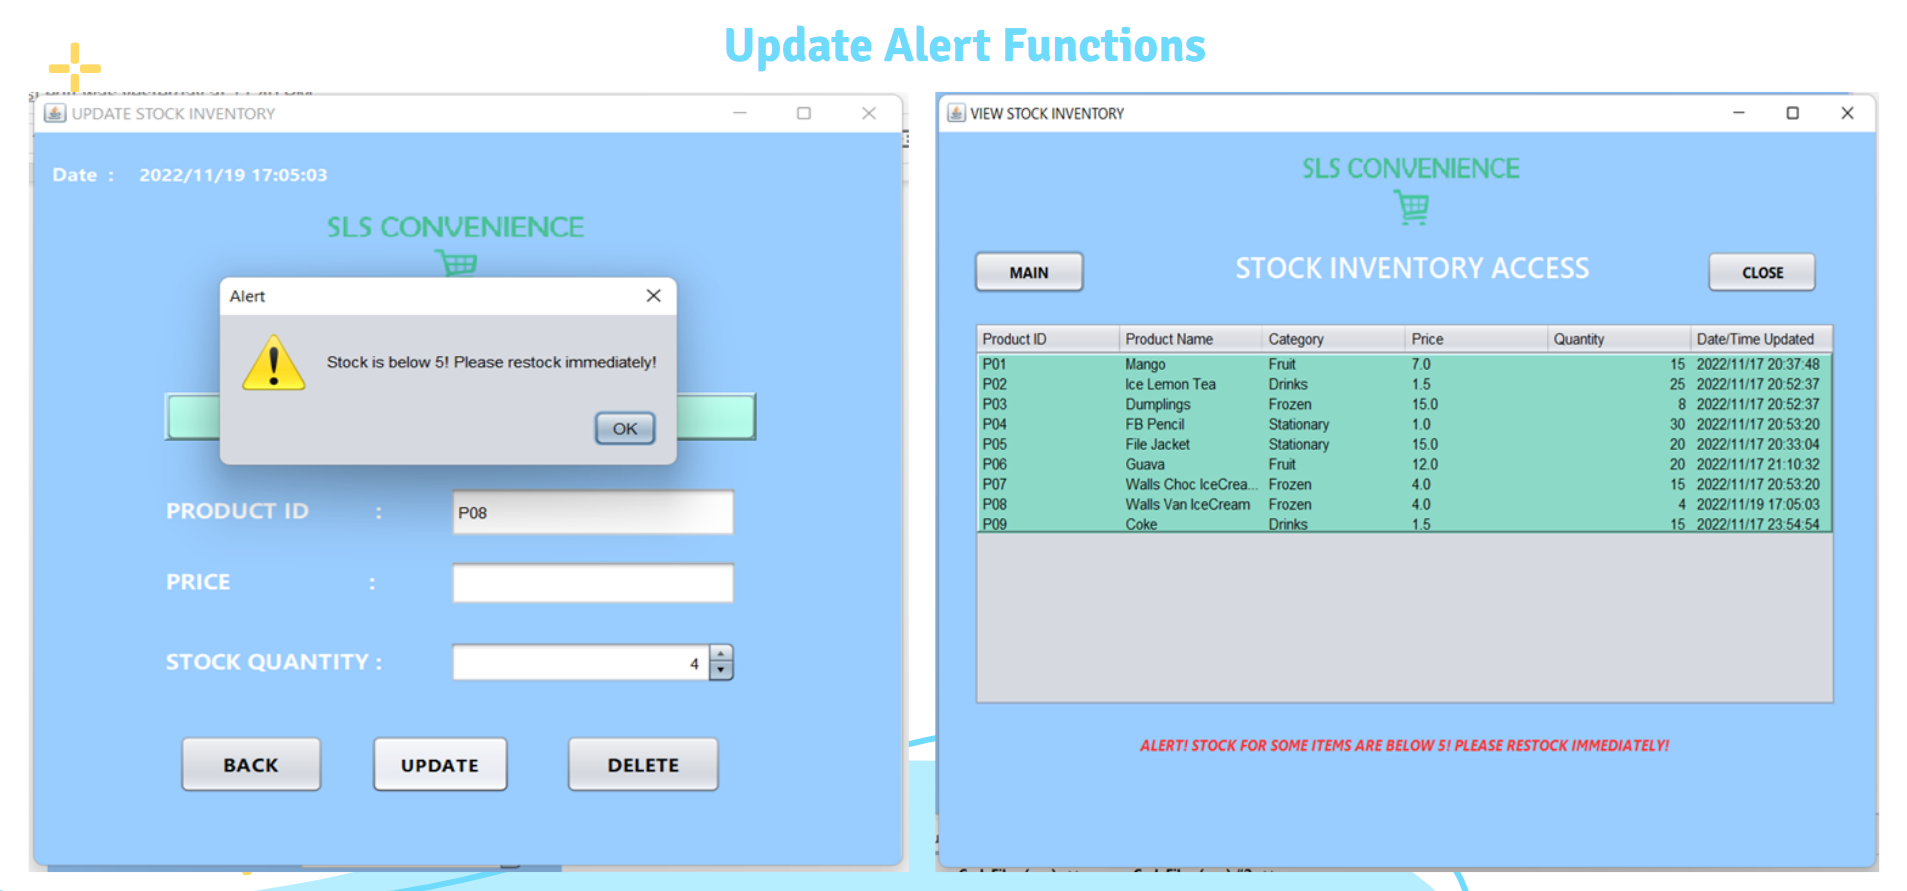 Update Alert Functions
UPDATE STOCK INVENTORY
Date : 2022/11/19 17:05:03
SLS CONVENIENCE
Alert
Stock is below 5! Please restock immediately!
OK
PRODUCT ID : P08
PRICE :
STOCK QUANTITY : 4
BACK UPDATE DELETE
VIEW STOCK INVENTORY
SLS CONVENIENCE
MAIN STOCK INVENTORY ACCESS CLOSE
Product ID Product Name Category Price Quantity Date/Time Updated
P01 Mango Fruit 7.0 15 2022/11/17 20:37:48
P02 Ice Lemon Tea Drinks 1.5 25 2022/11/17 20:52:37
P03 Dumplings Frozen 15.0 8 2022/11/17 20:52:37
P04 FB Pencil Stationary 1.0 30 2022/11/17 20:53:20
P05 File Jacket Stationary 15.0 20 2022/11/17 20:33:04
P06 Guava Fruit 12.0 20 2022/11/17 21:10:32
P07 Walls Choc IceCrea... Frozen 4.0 15 2022/11/17 20:53:20
P08 Walls Van IceCream Frozen 4.0 4 2022/11/19 17:05:03
P09 Coke Drinks 1.5 15 2022/11/17 23:54:54
ALERT! STOCK FOR SOME ITEMS ARE BELOW 5! PLEASE RESTOCK IMMEDIATELY!